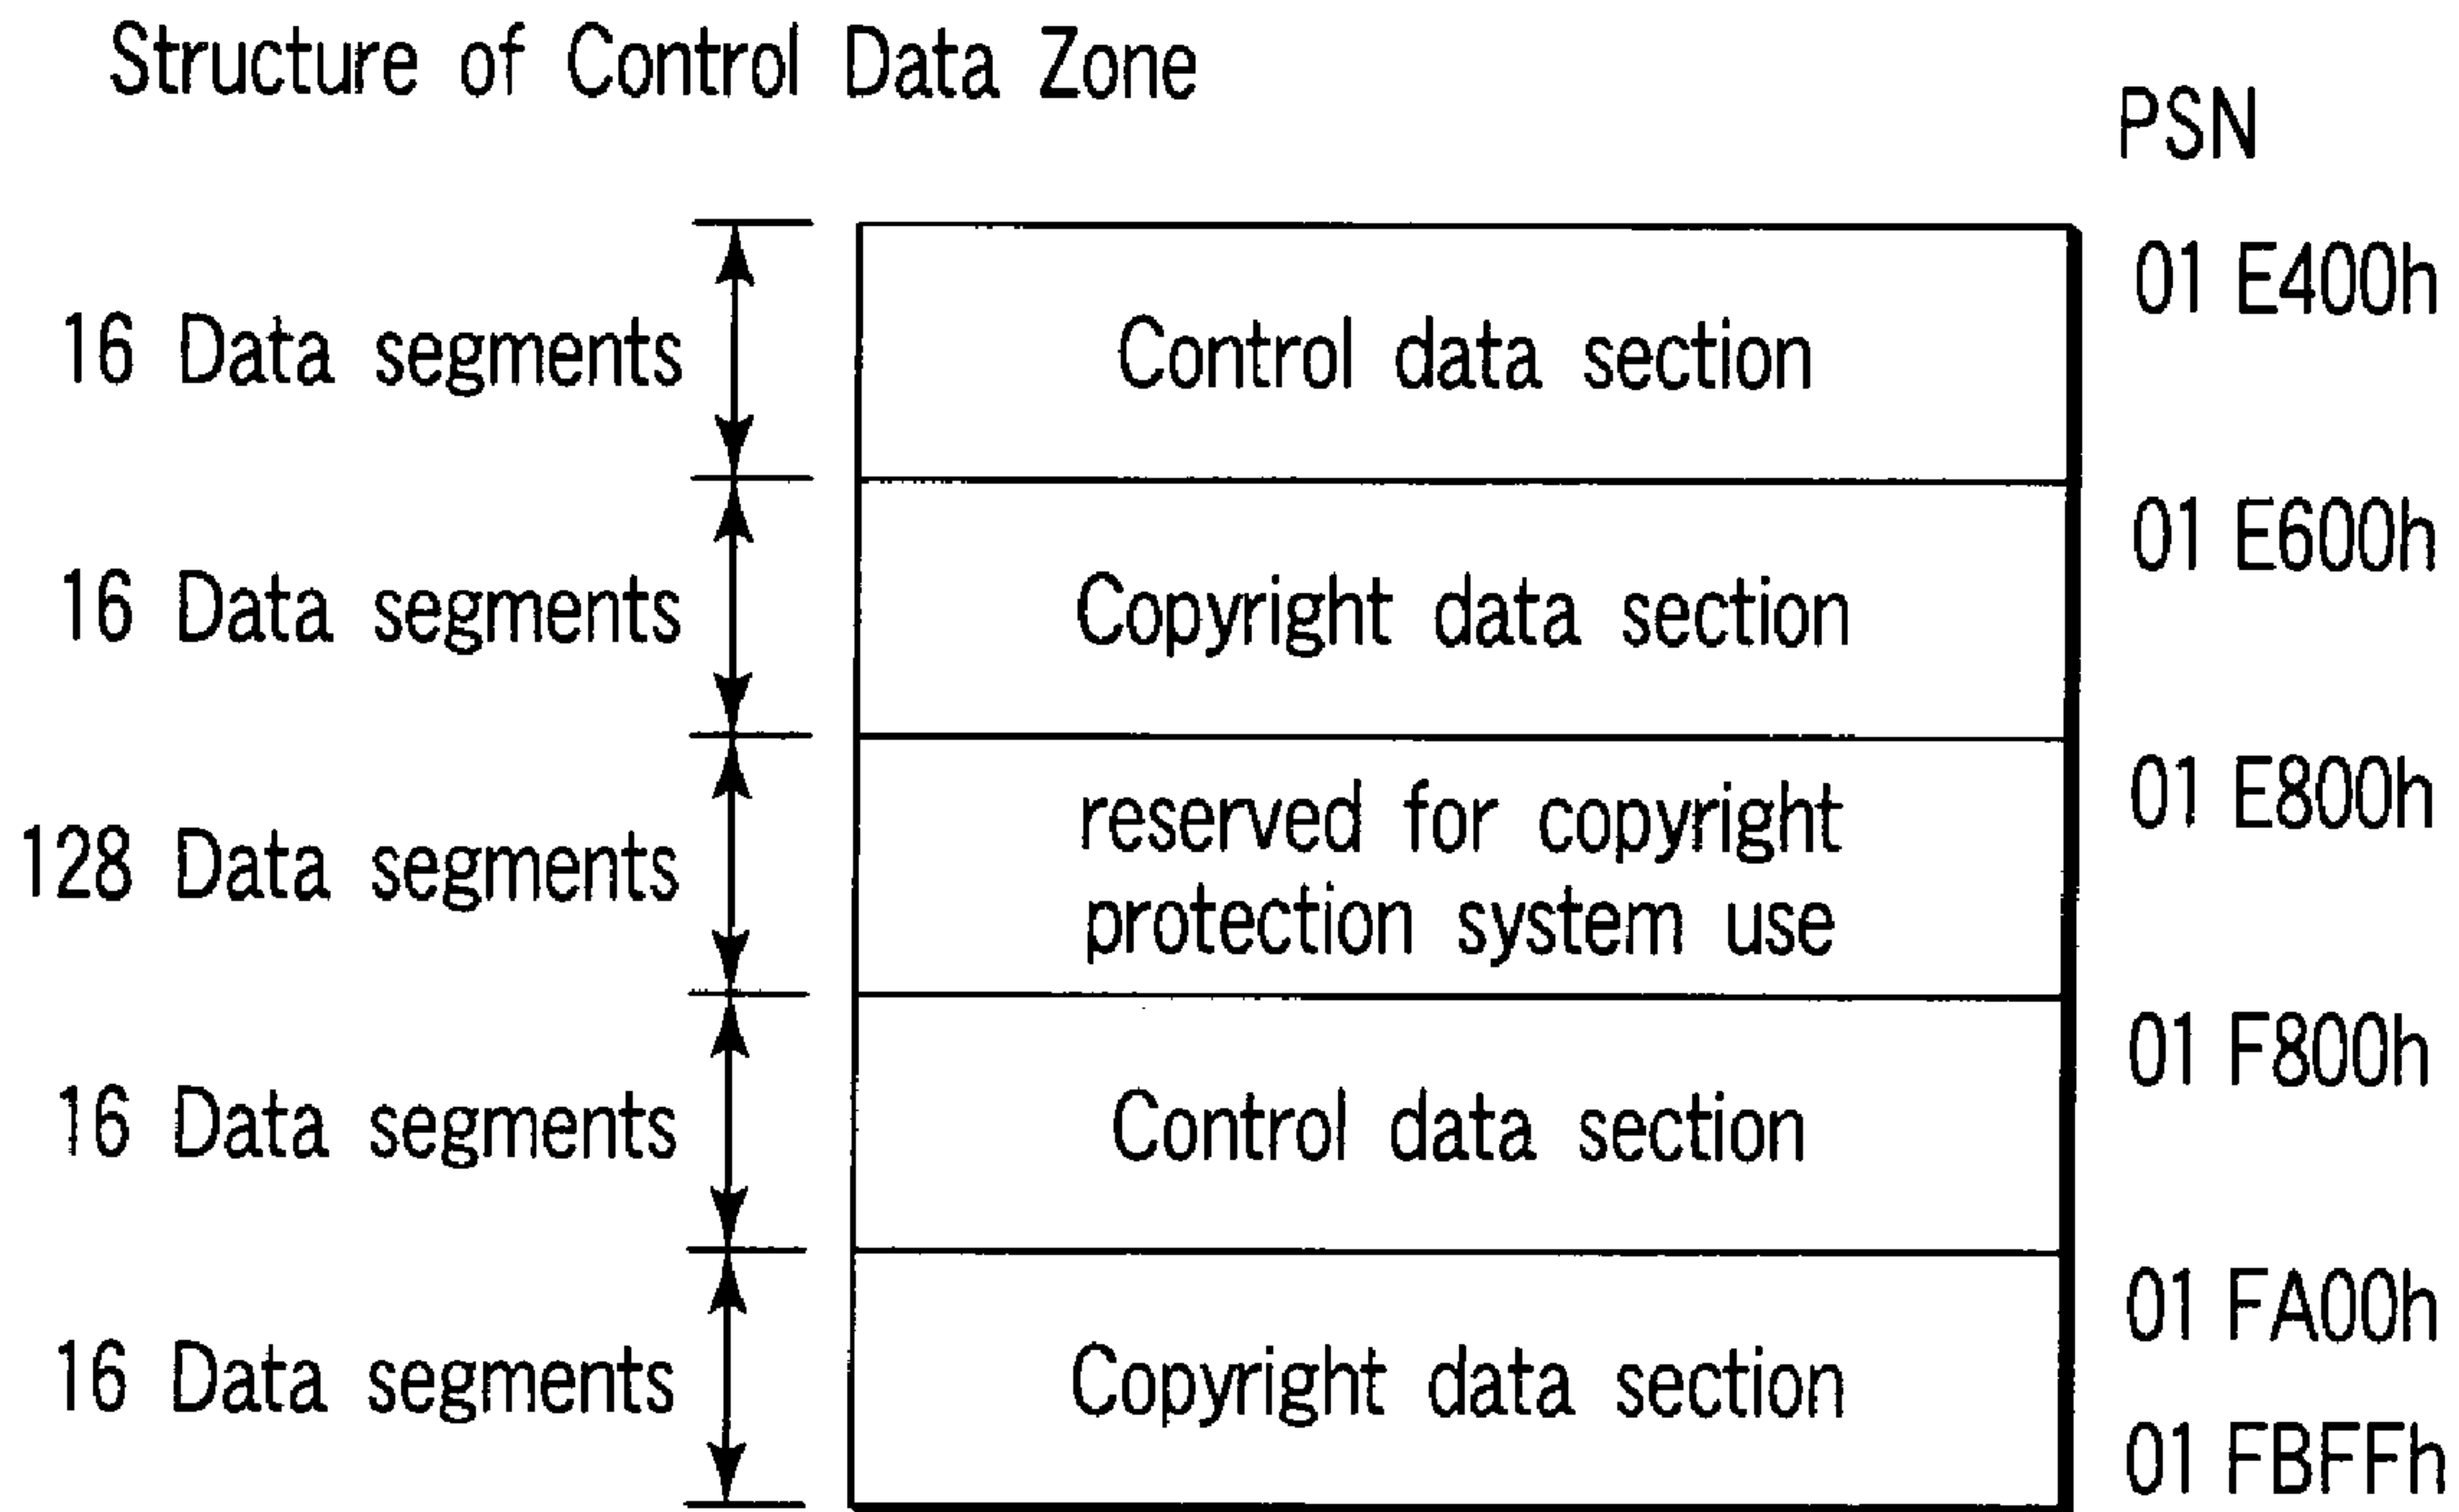 Structure of Control Data Zone
PSN
01 E400h
16 Data segments
Control data section
01 E600h
16 Data segments
Copyright data section
01 E800h
128 Data segments
reserved for copyright
protection system use
01 F800h
16 Data segments
Control data section
01 FA00h
16 Data segments
Copyright data section
01 FBFFh